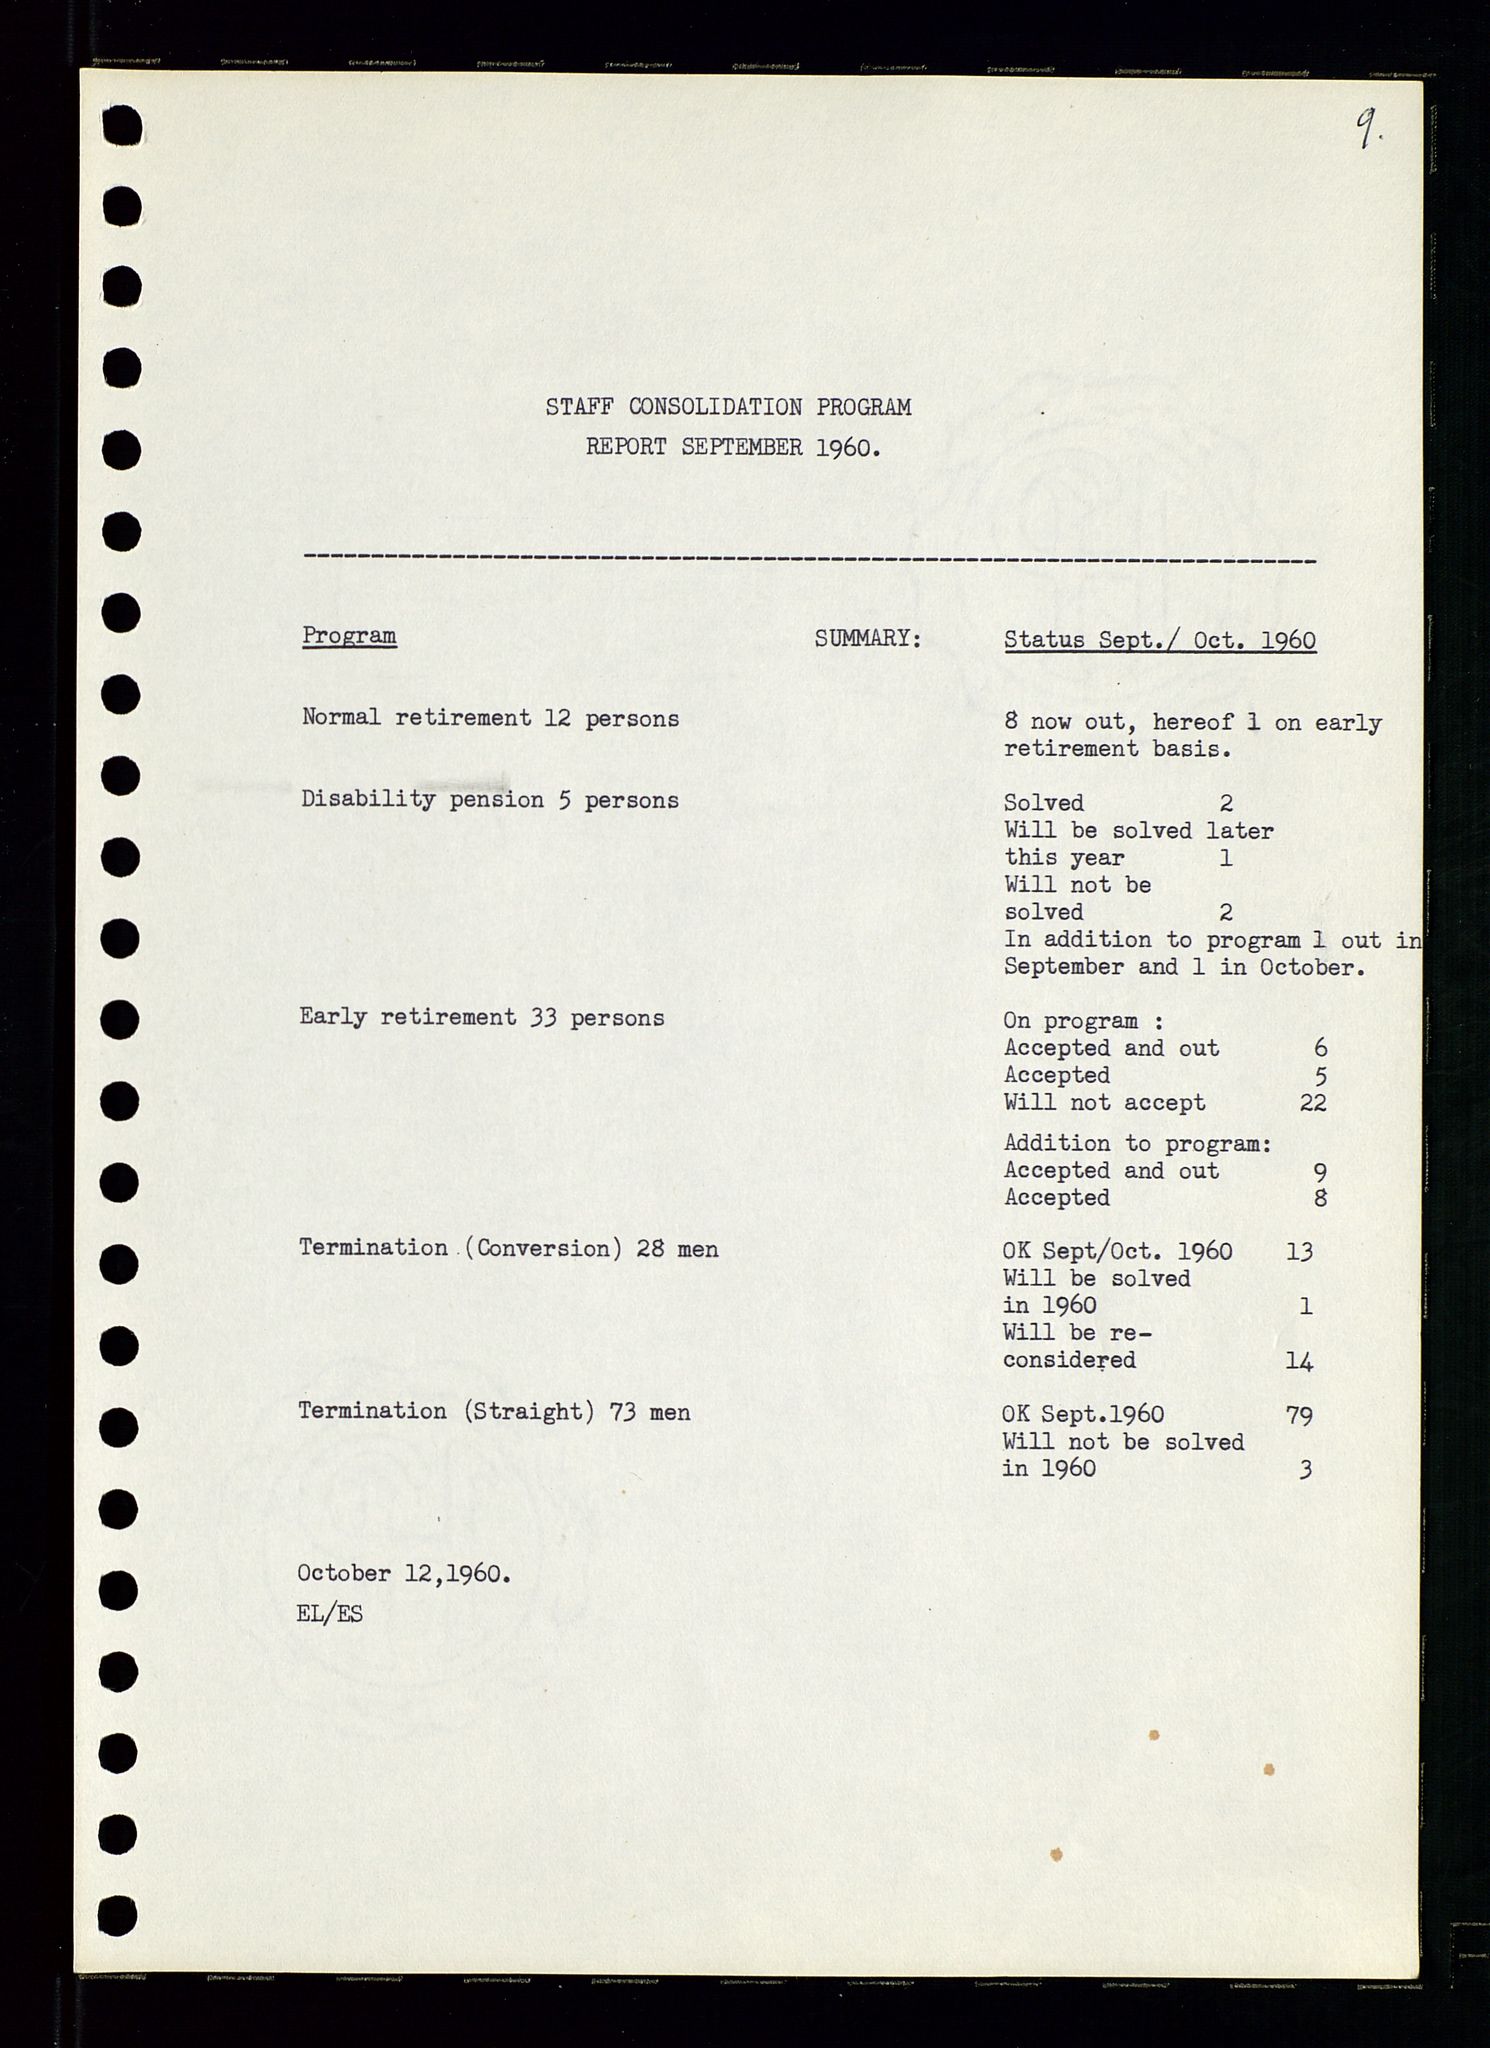 9.
STAFF CONSOLIDATION PROGRAM
REPORT SEPTEMBER 1960.
Program SUMMARY: Status Sept./ Oct. 1960
Normal retirement 12 persons 8 now out, hereof 1 on early
retirement basis.
Disability pension 5 persons Solved 2
Will be solved later
this year 1
Will not be
solved 2
In addition to program 1 out in
September and 1 in October.
Early retirement 33 persons On program :
Accepted and out 6
Accepted 5
Will not accept 22
Addition to program:
Accepted and out 9
Accepted 8
Termination (Conversion) 28 men OK Sept/Oct. 1960 13
Will be solved
in 1960 1
Will be re-
considered 14
Termination (Straight) 73 men OK Sept.1960 79
Will not be solved
in 1960 3
October 12,1960.
EL/ES